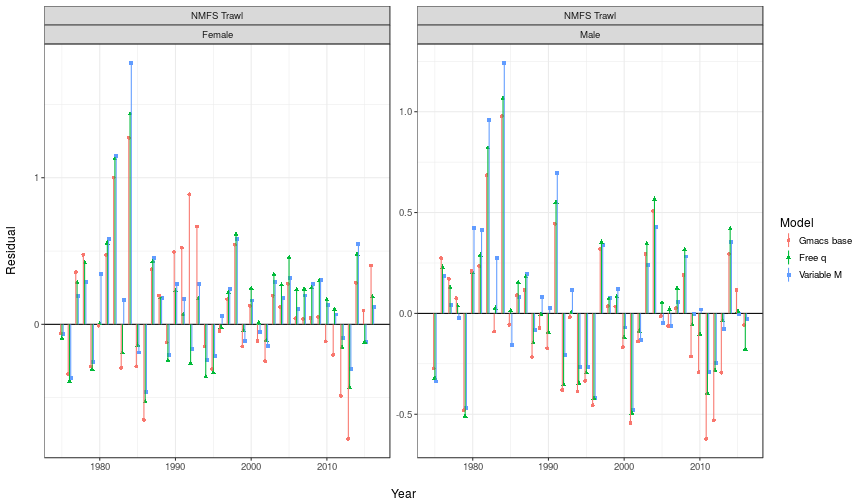 NMFS Trawl
Female
NMFS Trawl
Male
Residual
1
0
1.0
0.5
0.0
-0.5
1980
1990
2000
2010
1980
1990
2000
2010
Year
Model
Gmacs base
Free q
Variable M